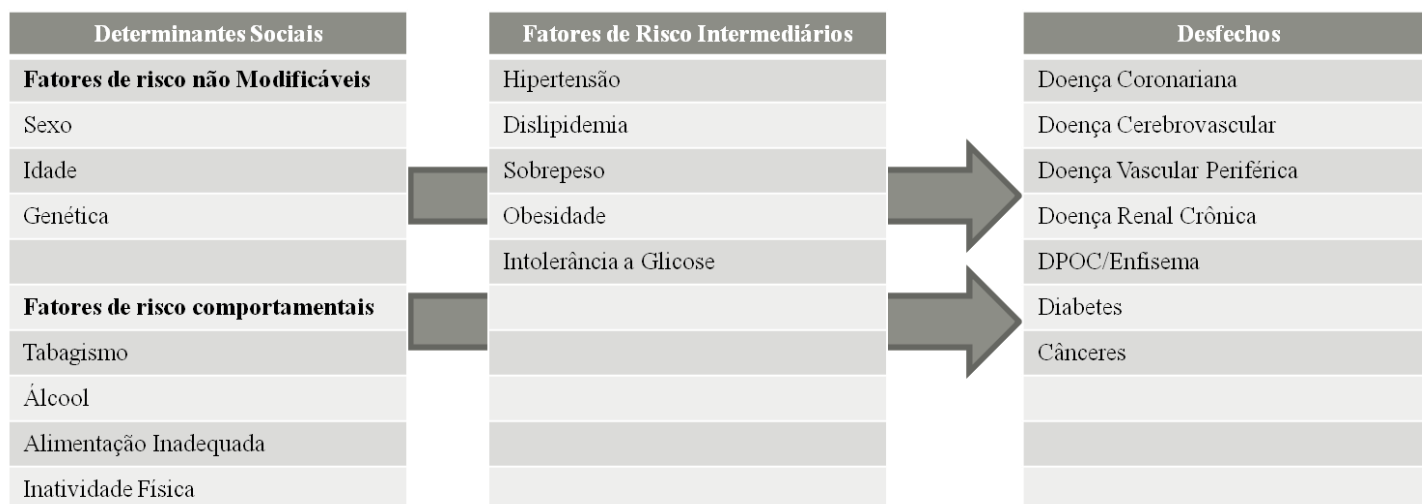 Determinantes Sociais
Fatores de risco não Modificáveis
Sexo
Idade
Genética
Fatores de risco comportamentais
Tabagismo
Álcool
Alimentação Inadequada
Inatividade Física
Fatores de Risco Intermediários
Hipertensão
Dislipidemia
Sobrepeso
Obesidade
Intolerância a Glicose
Desfechos
Doença Coronariana
Doença Cerebrovascular
Doença Vascular Periférica
Doença Renal Crônica
DPOC/Enfisema
Diabetes
Cânceres